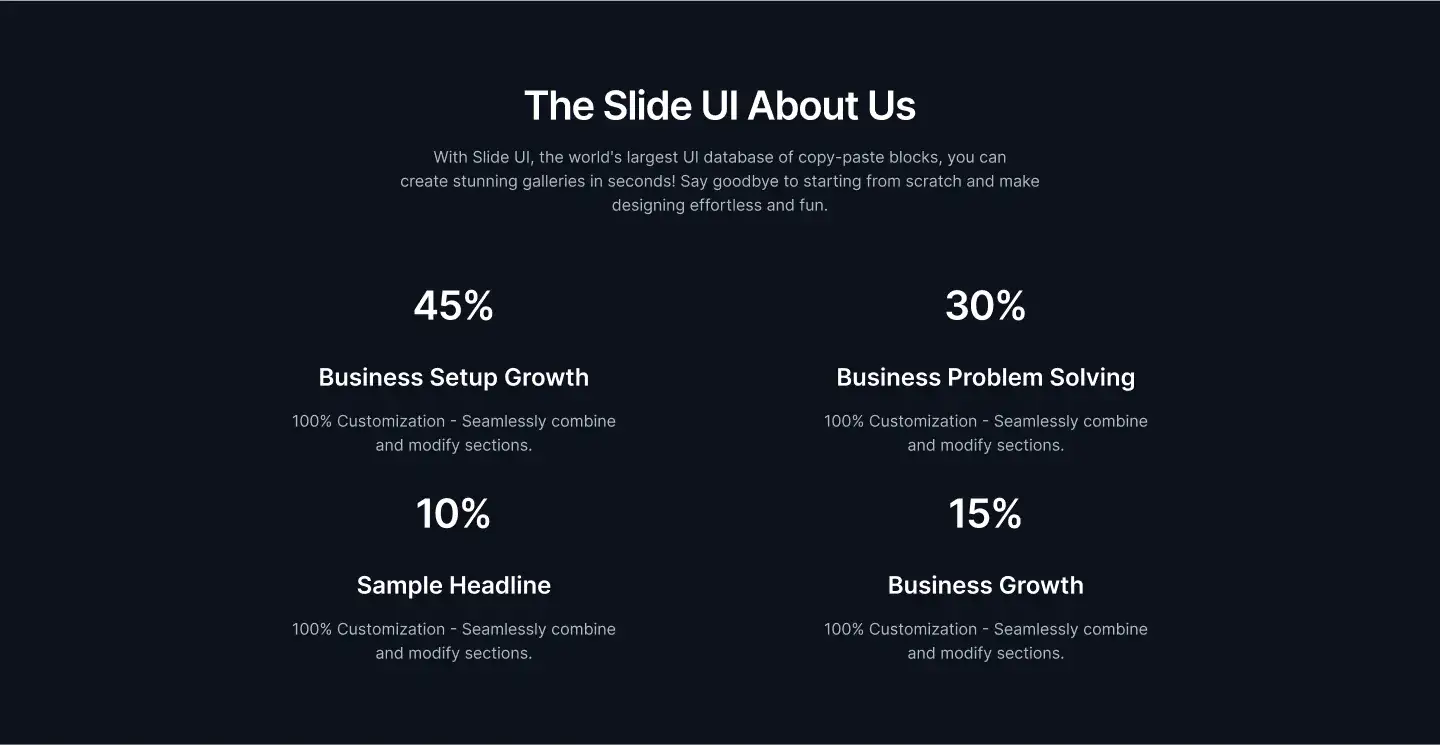 The Slide UI About Us
With Slide UI, the world's largest UI database of copy-paste blocks, you can
create stunning galleries in seconds! Say goodbye to starting from scratch and make
designing effortless and fun.
45%
Business Setup Growth
100% Customization - Seamlessly combine
and modify sections.
30%
Business Problem Solving
100% Customization - Seamlessly combine
and modify sections.
10%
Sample Headline
100% Customization - Seamlessly combine
and modify sections.
15%
Business Growth
100% Customization - Seamlessly combine
and modify sections.